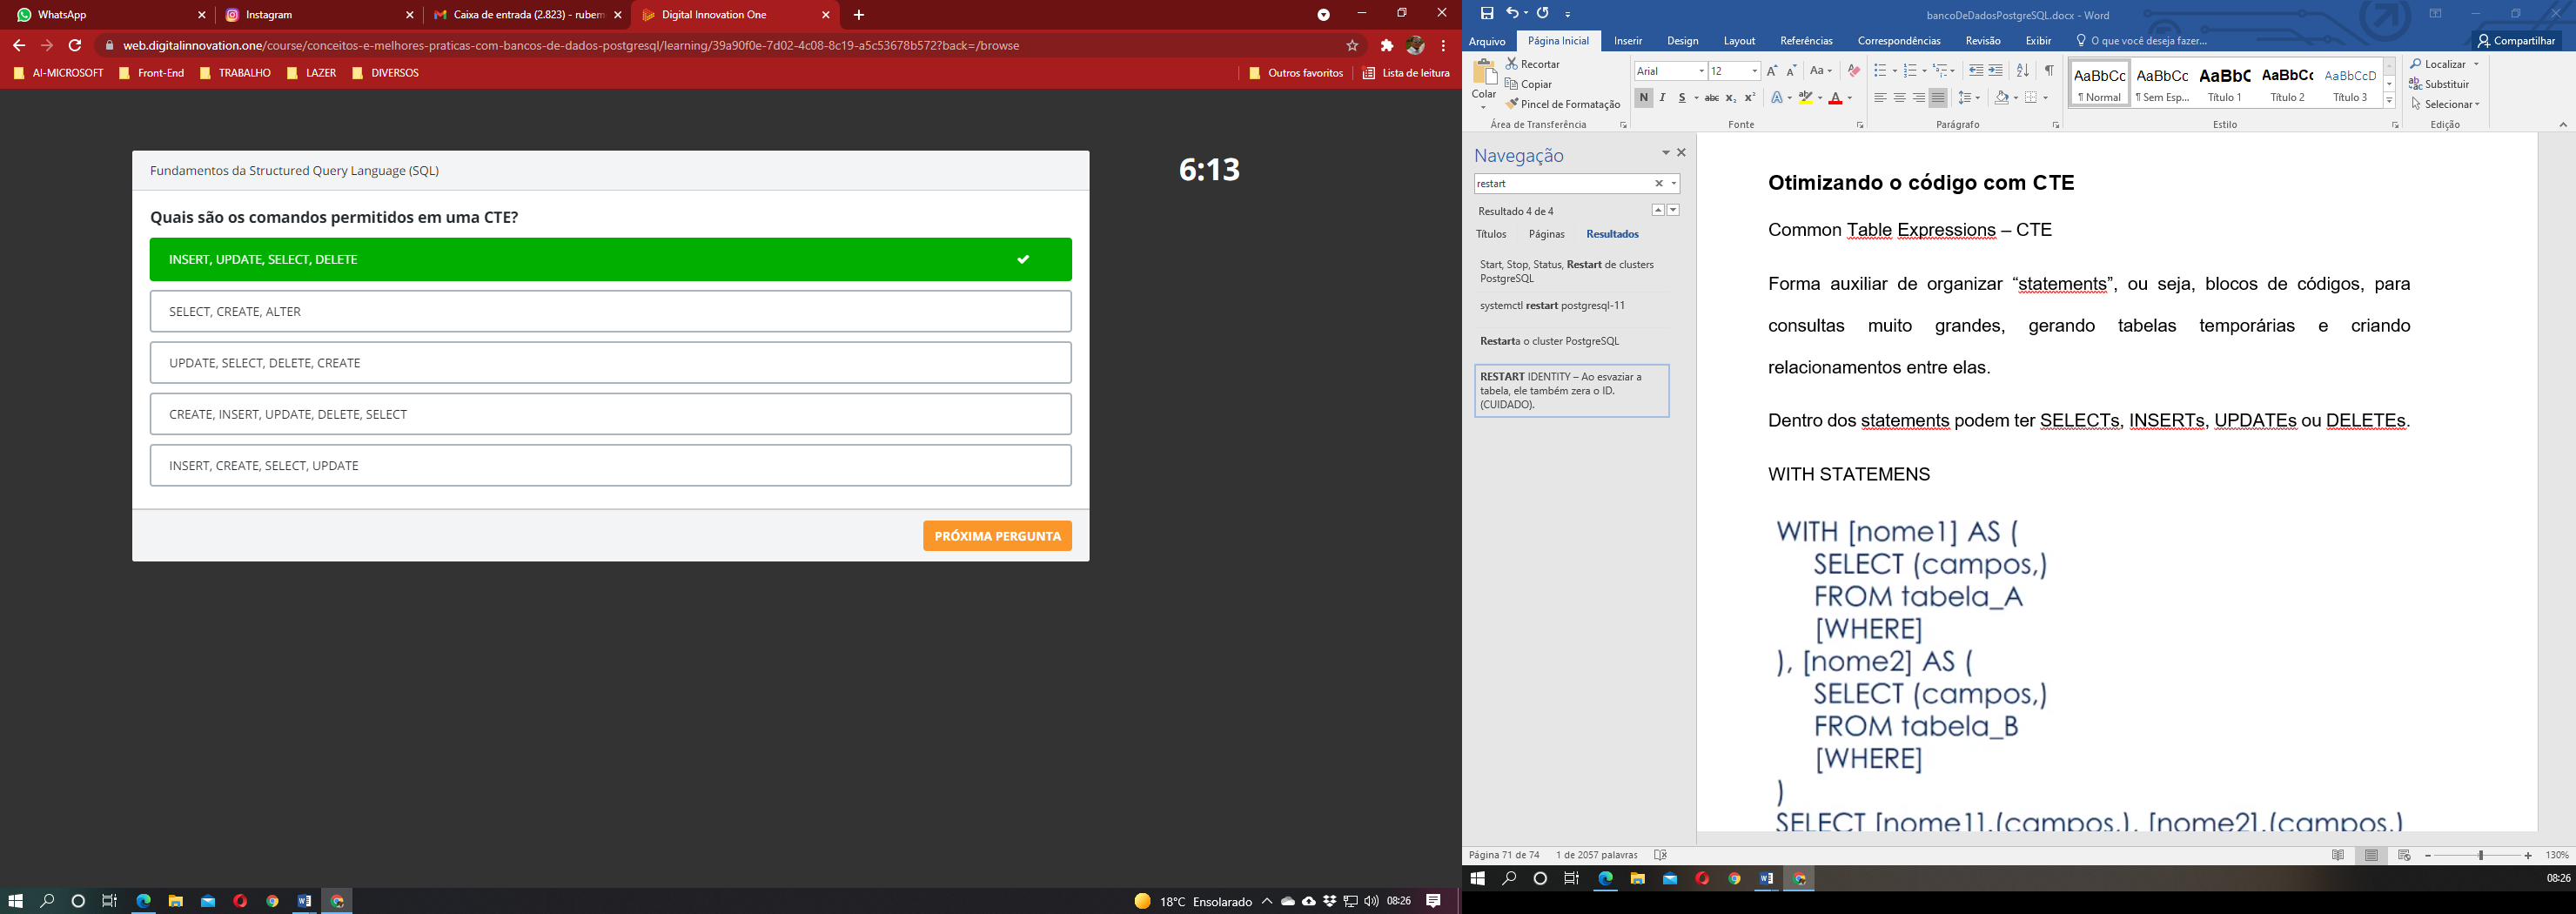 WhatsApp
Instagram
Caixa de entrada (2.823) - rubem
Digital Innovation One
web.digitalinnovation.one/course/conceitos-e-melhores-praticas-com-bancos-de-dados-postgresql/learning/39a90f0e-7d02-4c08-8c19-a5c53678b572?back=/browse
AI-MICROSOFT
Front-End
TRABALHO
LAZER
DIVERSOS
Outros favoritos
Lista de leitura
Fundamentos da Structured Query Language (SQL)
6:13
Quais são os comandos permitidos em uma CTE?
INSERT, UPDATE, SELECT, DELETE
SELECT, CREATE, ALTER
UPDATE, SELECT, DELETE, CREATE
CREATE, INSERT, UPDATE, DELETE, SELECT
INSERT, CREATE, SELECT, UPDATE
PRÓXIMA PERGUNTA
18°C Ensolarado
08:26
bancoDeDadosPostgreSQL.docx - Word
Arquivo
Página Inicial
Inserir
Design
Layout
Referências
Correspondências
Revisão
Exibir
O que você deseja fazer...
Compartilhar
Colar
Recortar
Copiar
Pincel de Formatação
Área de Transferência
Arial
12
Aa
N I S abc x₂ x²
A
A
Fonte
Parágrafo
AaBbCc
¶ Normal
AaBbCc
¶ Sem Esp...
AaBbC
Título 1
AaBbCc
Título 2
AaBbCcD
Título 3
Estilo
Localizar
Substituir
Selecionar
Edição
Navegação
restart
Resultado 4 de 4
Títulos
Páginas
Resultados
Start, Stop, Status, Restart de clusters
PostgreSQL
systemctl restart postgresql-11
Restarta o cluster PostgreSQL
RESTART IDENTITY – Ao esvaziar a
tabela, ele também zera o ID.
(CUIDADO).
Otimizando o código com CTE
Common Table Expressions – CTE
Forma auxiliar de organizar “statements”, ou seja, blocos de códigos, para
consultas muito grandes, gerando tabelas temporárias e criando
relacionamentos entre elas.
Dentro dos statements podem ter SELECTs, INSERTs, UPDATEs ou DELETEs.
WITH STATEMENS
WITH [nome1] AS (
SELECT (campos,)
FROM tabela_A
[WHERE]
), [nome2] AS (
SELECT (campos,)
FROM tabela_B
[WHERE]
)
SELECT [nome1].(campos,), [nome2].(campos,)
Página 71 de 74
1 de 2057 palavras
130%
08:26